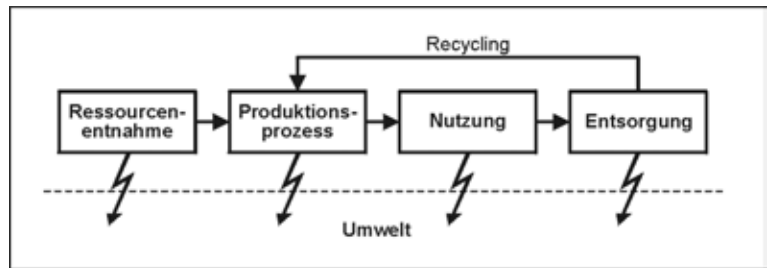 Recycling
Ressourcen-
entnahme
Produktions-
prozess
Nutzung
Entsorgung
Umwelt